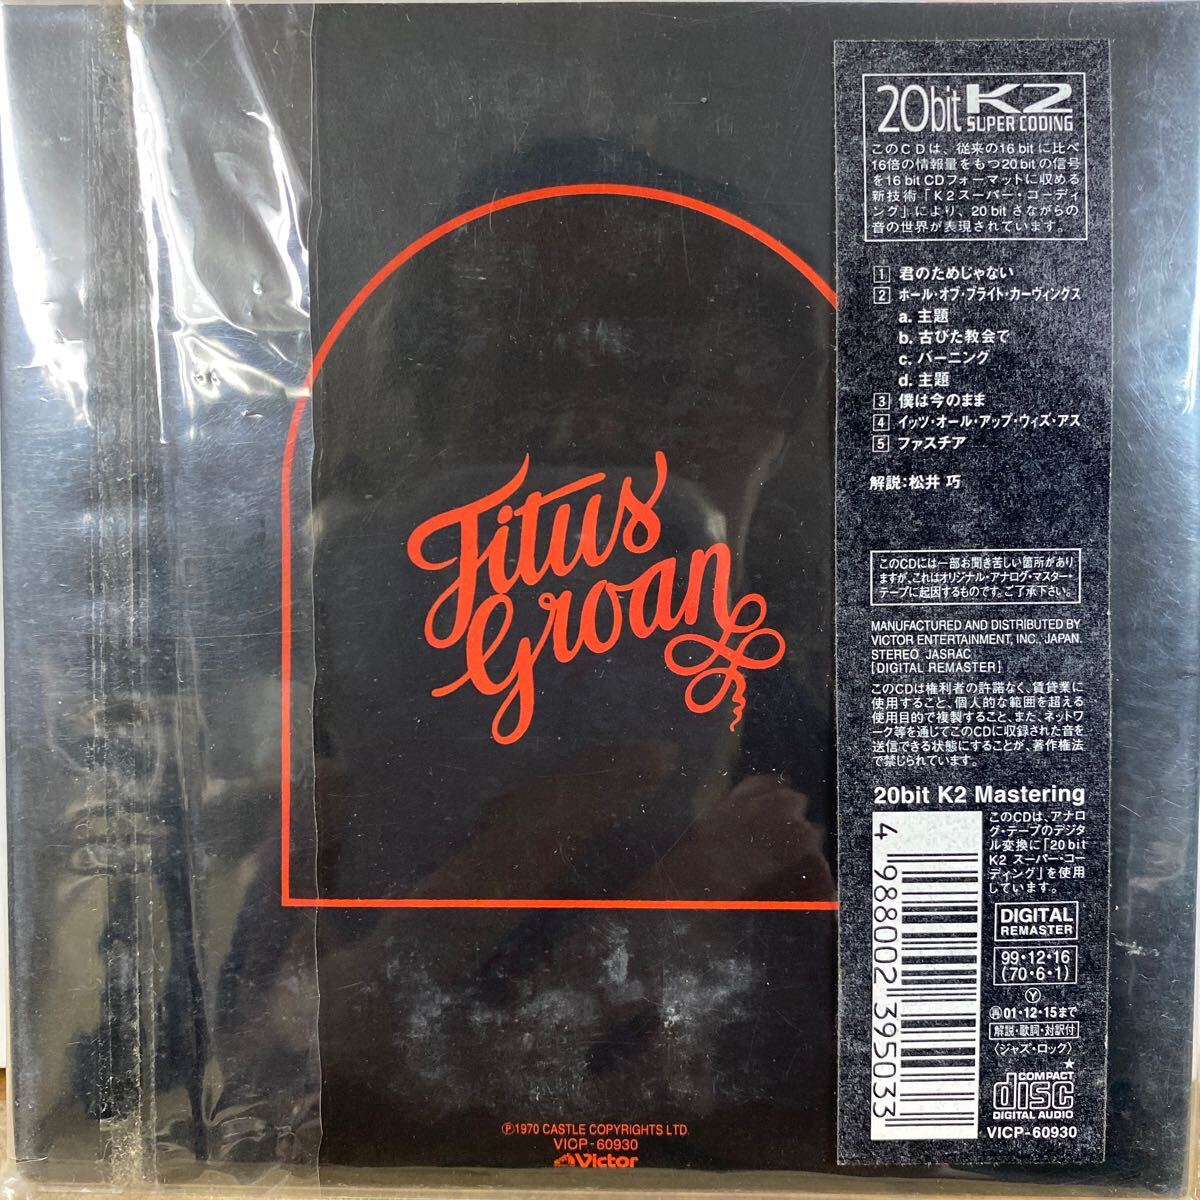 Titus
Groan
℗1970 CASTLE COPYRIGHTS LTD.
VICP-60930
Victor
20bit K2
SUPER CODING
このCDは、従来の16bitに比べ
16倍の情報量をもつ20bitの信号
を16bit CDフォーマットに収める
新技術「K2スーパー・コーディ
ング」により、20bitさながらの
音の世界が表現されています。
1 君のためじゃない
2 ホール・オブ・ブライト・カーヴィングス
a. 主題
b. 古びた教会で
c. バーニング
d. 主題
3 僕は今のまま
4 イッツ・オール・アップ・ウィズ・アス
5 ファスチア
解説:松井 巧
このCDには一部お聞き苦しい箇所があり
ますが、これはオリジナル・アナログ・マスター・
テープに起因するものです。ご了承下さい。
MANUFACTURED AND DISTRIBUTED BY
VICTOR ENTERTAINMENT, INC., JAPAN.
STEREO JASRAC
[DIGITAL REMASTER]
このCDは権利者の許諾なく、賃貸業に
使用すること、個人的な範囲を超える
使用目的で複製すること、また、ネットワ
ーク等を通じてこのCDに収録された音を
送信できる状態にすることが、著作権法
で禁じられています。
20bit K2 Mastering
このCDは、アナロ
グ・テープのデジタ
ル変換に「20bit
K2 スーパー・コー
ディング」を使用
しています。
4 988002 395033
DIGITAL
REMASTER
99・12・16
(70・6・1)
Ⓨ
㊢01・12・15まで
解説・歌詞・対訳付
〈ジャズ・ロック〉
★
COMPACT
disc
DIGITAL AUDIO
VICP-60930